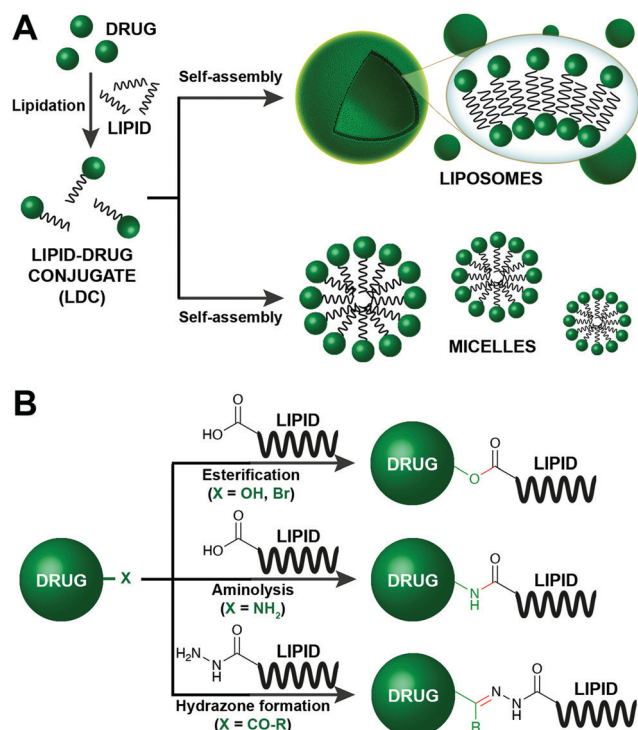 A
DRUG
Lipidation
LIPID
LIPID-DRUG
CONJUGATE
(LDC)
Self-assembly
LIPOSOMES
Self-assembly
MICELLES
B
DRUG
X
O
HO
LIPID
Esterification
(X = OH, Br)
DRUG
O
O
LIPID
O
HO
LIPID
Aminolysis
(X = NH₂)
DRUG
N
H
O
LIPID
H₂N
N
H
O
LIPID
Hydrazone formation
(X = CO-R)
DRUG
R
N
N
H
O
LIPID